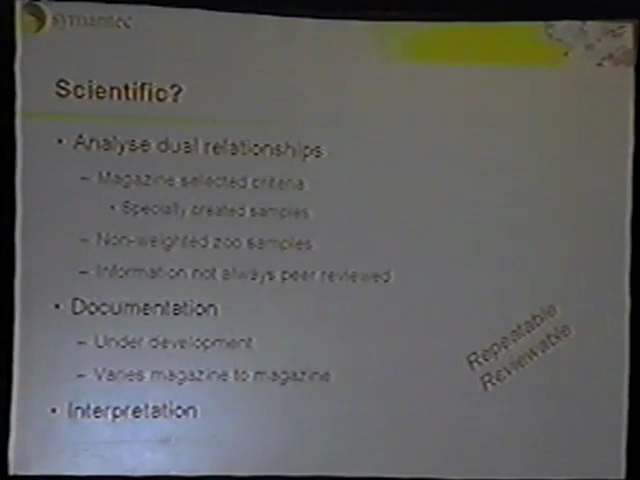 symantec
Scientific?
• Analyse dual relationships
– Magazine selected criteria
• Specially created samples
– Non-weighted zoo samples
– Information not always peer reviewed
• Documentation
– Under development
– Varies magazine to magazine
• Interpretation
Repeatable
Reviewable